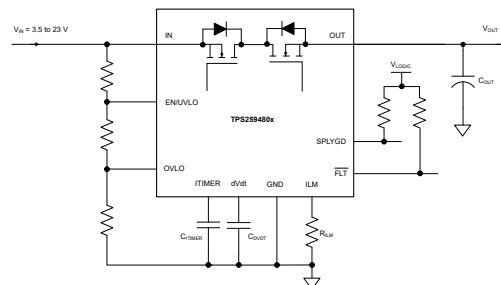 V_IN = 3.5 to 23 V
IN
OUT
V_OUT
V_LOGIC
C_OUT
EN/UVLO
TPS259480x
SPLYGD
OVLO
FLT
ITIMER
dVdt
GND
ILM
C_ITIMER
C_DVDT
R_ILM